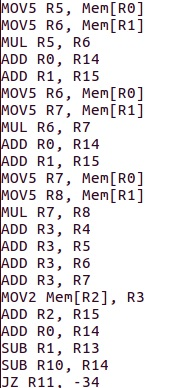 MOV5 R5, Mem[R0]
MOV5 R6, Mem[R1]
MUL R5, R6
ADD R0, R14
ADD R1, R15
MOV5 R6, Mem[R0]
MOV5 R7, Mem[R1]
MUL R6, R7
ADD R0, R14
ADD R1, R15
MOV5 R7, Mem[R0]
MOV5 R8, Mem[R1]
MUL R7, R8
ADD R3, R4
ADD R3, R5
ADD R3, R6
ADD R3, R7
MOV2 Mem[R2], R3
ADD R2, R15
ADD R0, R14
SUB R1, R13
SUB R10, R14
JZ R11, -34